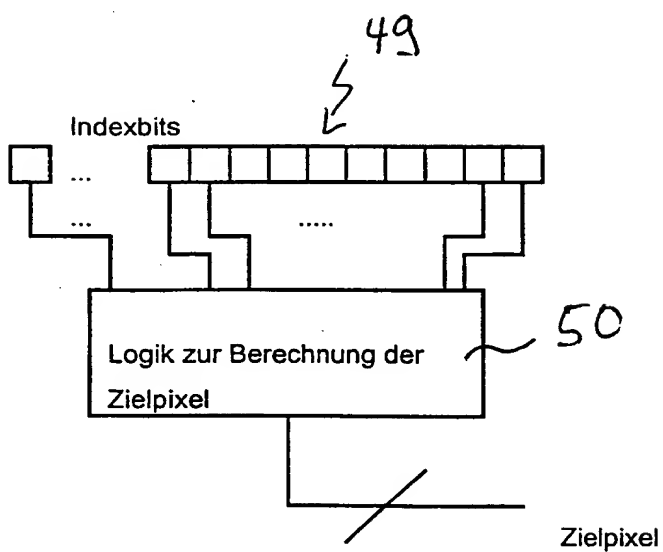 49
Indexbits
...
... .....
Logik zur Berechnung der
Zielpixel
50
Zielpixel